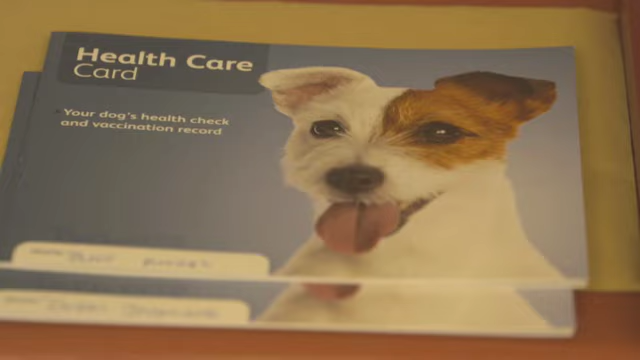 Health Care
Card
Your dog's health check
and vaccination record